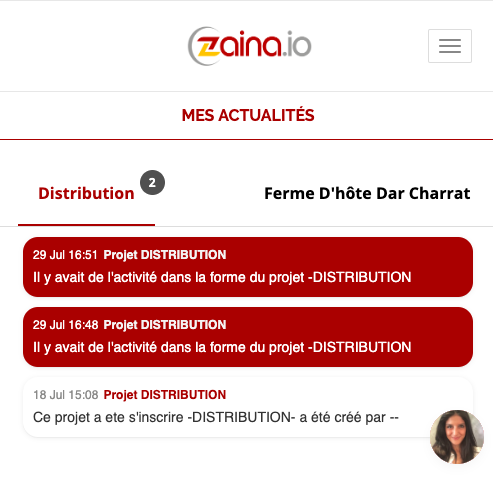 zaina.io
MES ACTUALITÉS
Distribution 2
Ferme D'hôte Dar Charrat
29 Jul 16:51 Projet DISTRIBUTION
Il y avait de l'activité dans la forme du projet -DISTRIBUTION
29 Jul 16:48 Projet DISTRIBUTION
Il y avait de l'activité dans la forme du projet -DISTRIBUTION
18 Jul 15:08 Projet DISTRIBUTION
Ce projet a ete s'inscrire -DISTRIBUTION- a été créé par --